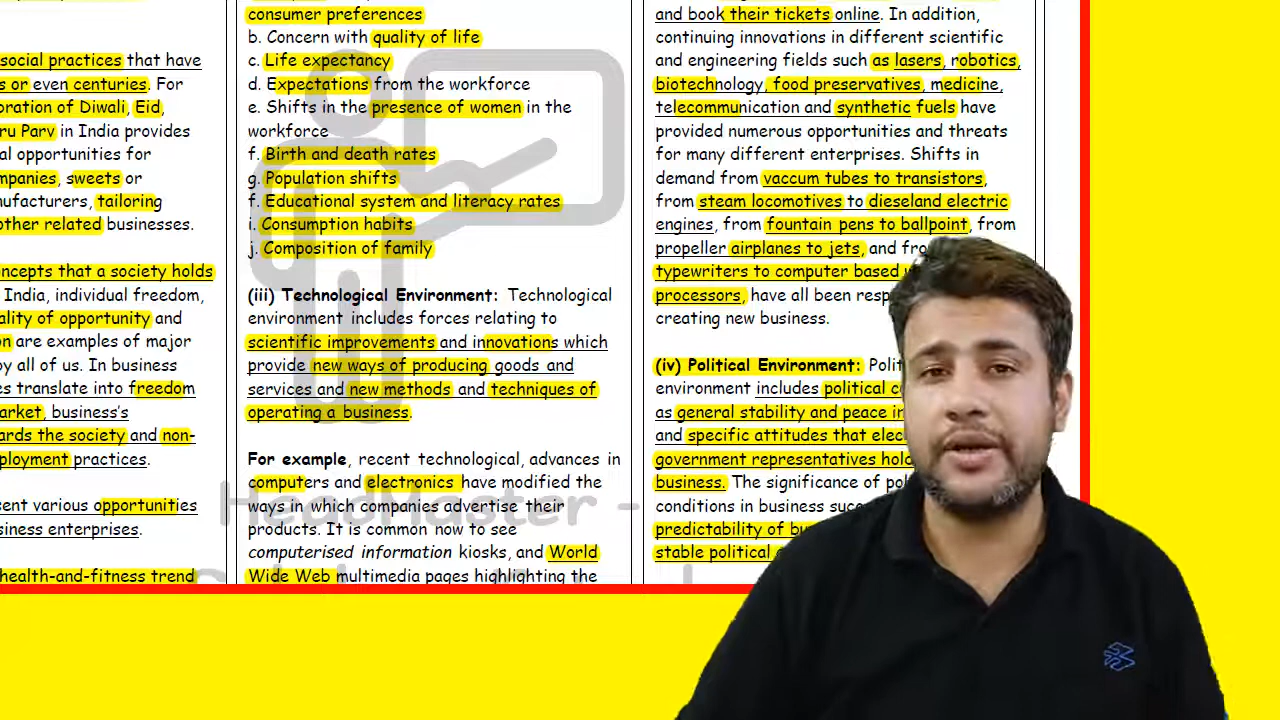 social practices that have
s or even centuries. For
oration of Diwali, Eid,
ru Parv in India provides
al opportunities for
mpanies, sweets or
nufacturers, tailoring
other related businesses.
oncepts that a society holds
India, individual freedom,
ality of opportunity and
on are examples of major
by all of us. In business
es translate into freedom
arket, business's
ards the society and non-
ployment practices.
sent various opportunities
siness enterprises.
health-and-fitness trend
consumer preferences
b. Concern with quality of life
c. Life expectancy
d. Expectations from the workforce
e. Shifts in the presence of women in the
workforce
f. Birth and death rates
g. Population shifts
f. Educational system and literacy rates
i. Consumption habits
j. Composition of family
(iii) Technological Environment: Technological
environment includes forces relating to
scientific improvements and innovations which
provide new ways of producing goods and
services and new methods and techniques of
operating a business.
For example, recent technological, advances in
computers and electronics have modified the
ways in which companies advertise their
products. It is common now to see
computerised information kiosks, and World
Wide Web multimedia pages highlighting the
and book their tickets online. In addition,
continuing innovations in different scientific
and engineering fields such as lasers, robotics,
biotechnology, food preservatives, medicine,
telecommunication and synthetic fuels have
provided numerous opportunities and threats
for many different enterprises. Shifts in
demand from vaccum tubes to transistors,
from steam locomotives to dieseland electric
engines, from fountain pens to ballpoint, from
propeller airplanes to jets, and fro
typewriters to computer based w
processors, have all been resp
creating new business.
(iv) Political Environment: Polit
environment includes political c
as general stability and peace in
and specific attitudes that elec
government representatives hold
business. The significance of pol
conditions in business succ
predictability of bu
stable political
HeadMaster -